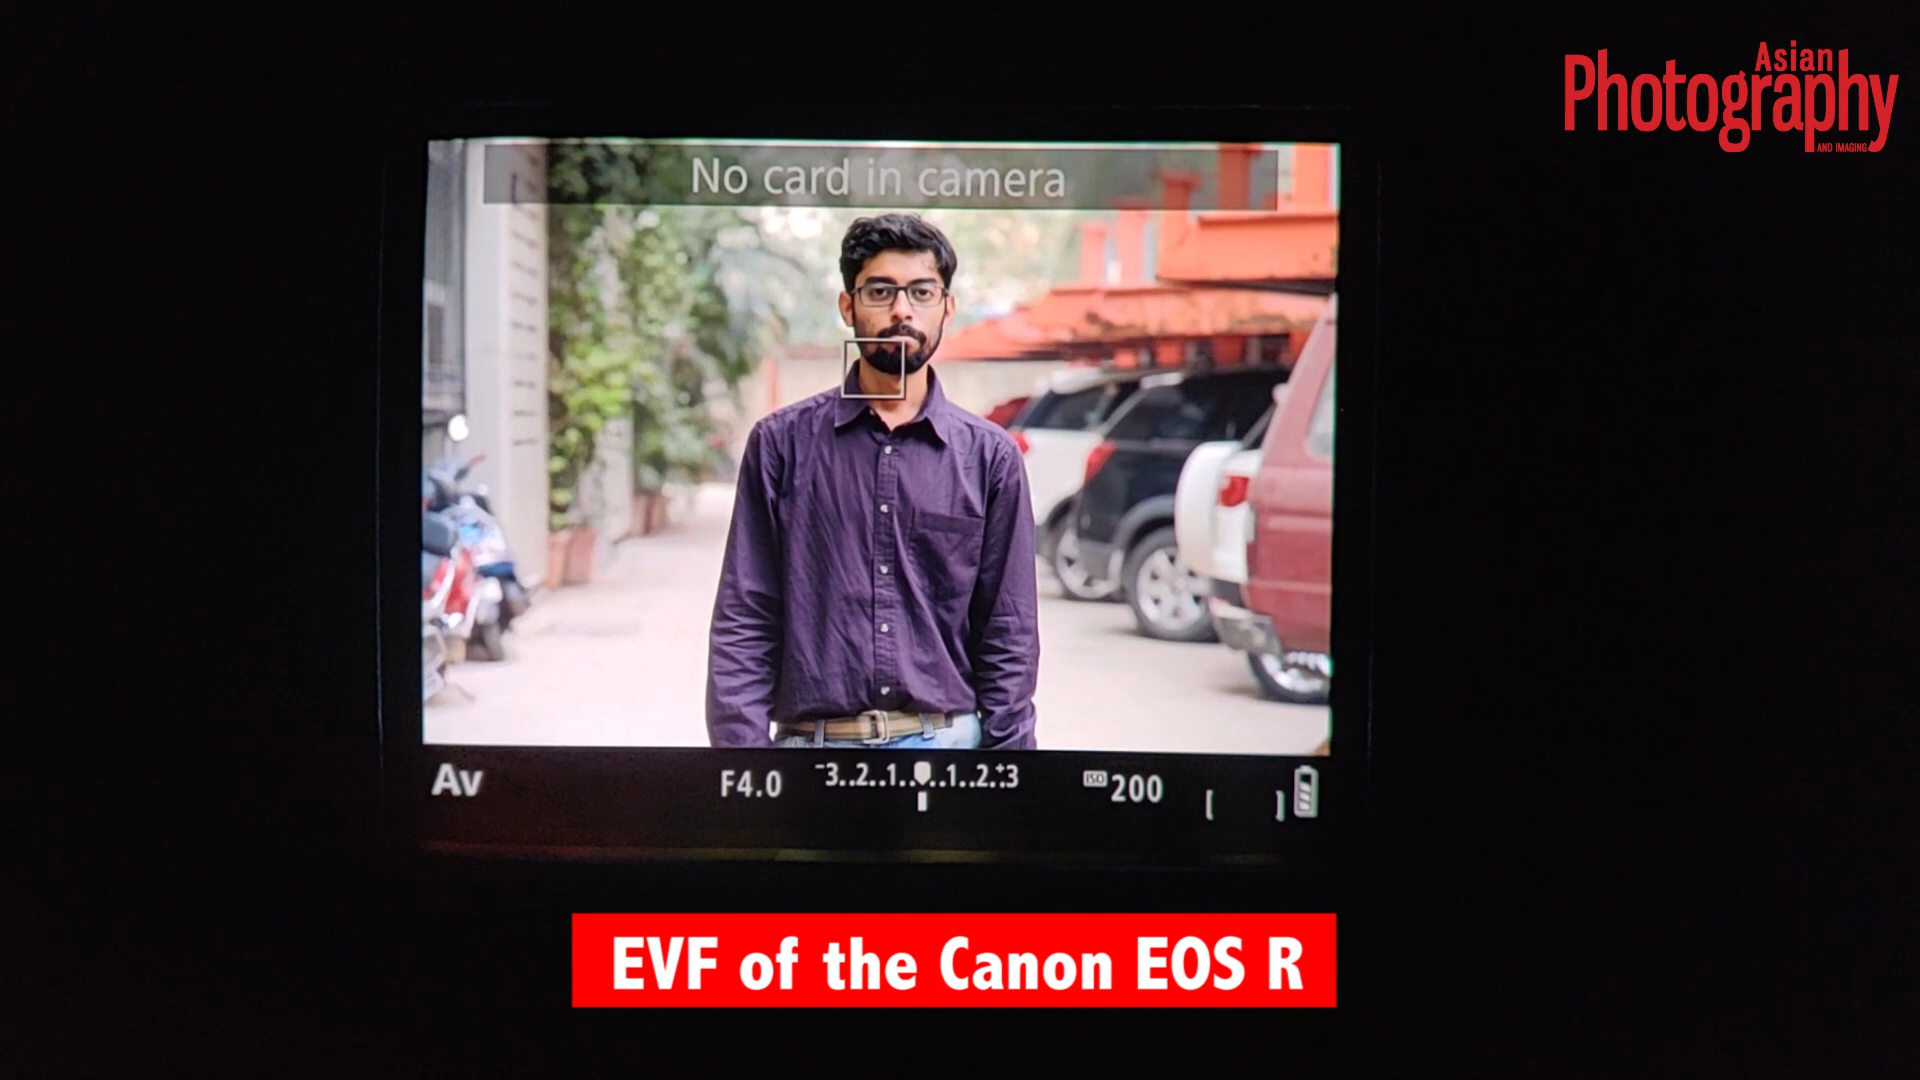 Asian
Photography
AND IMAGING
No card in camera
Av F4.0 -3..2..1..0..1..2..+3 ISO 200 [ ]
EVF of the Canon EOS R